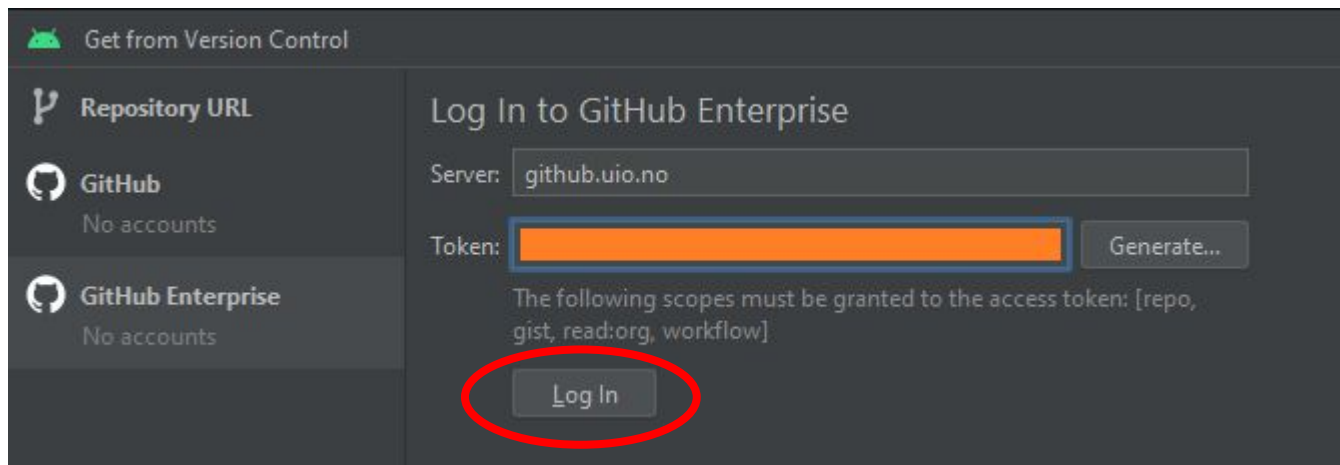 Get from Version Control
Repository URL
GitHub
No accounts
GitHub Enterprise
No accounts
Log In to GitHub Enterprise
Server: github.uio.no
Token: Generate...
The following scopes must be granted to the access token: [repo,
gist, read:org, workflow]
Log In